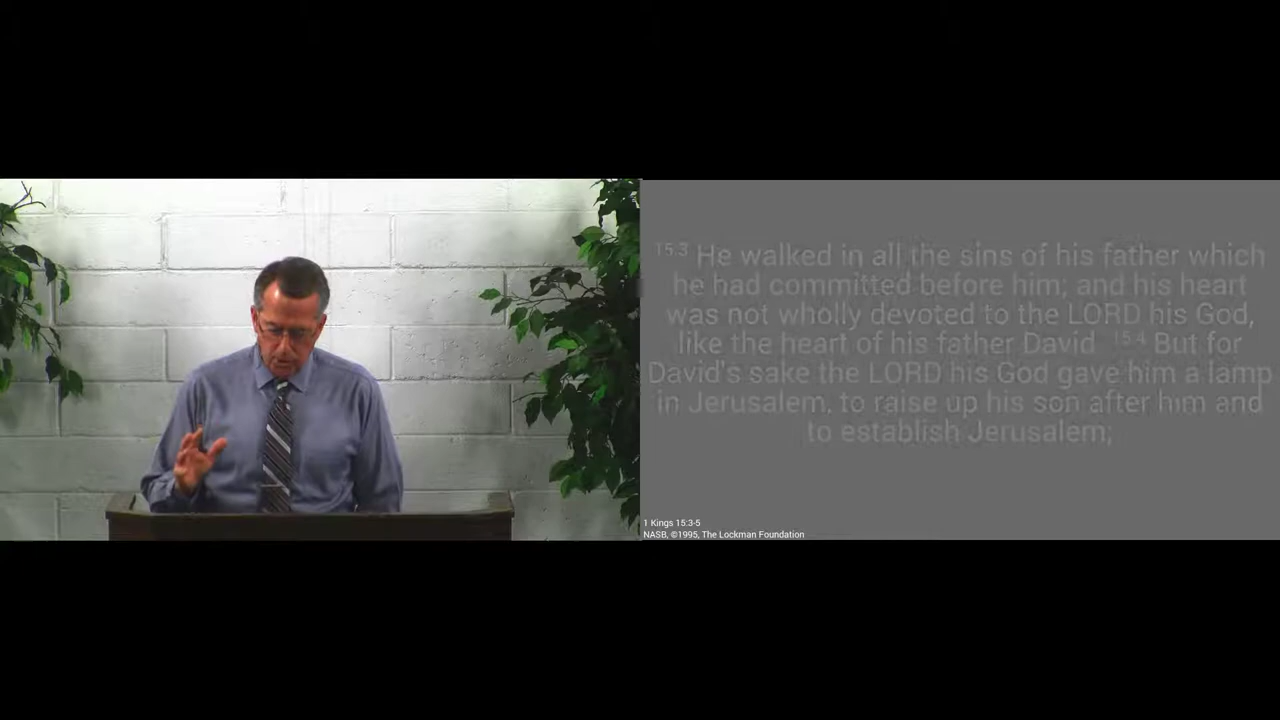 15:3 He walked in all the sins of his father which
he had committed before him; and his heart
was not wholly devoted to the LORD his God,
like the heart of his father David. 15:4 But for
David's sake the LORD his God gave him a lamp
in Jerusalem, to raise up his son after him and
to establish Jerusalem;
1 Kings 15:3-5
NASB, ©1995, The Lockman Foundation